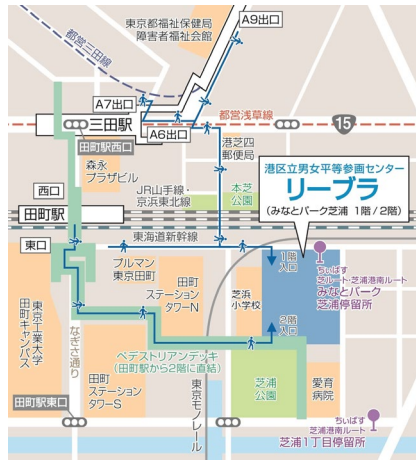 東京都福祉保健局
障害者福祉会館
A9出口
都営三田線
A7出口
三田駅
A6出口
都営浅草線
15
田町駅西口
港芝四
郵便局
森永
プラザビル
港区立男女平等参画センター
リーブラ
(みなとパーク芝浦 1階/2階)
西口
JR山手線・
京浜東北線
本芝
公園
田町駅
東海道新幹線
東口
プルマン
東京田町
田町
ステーション
タワーN
芝浜
小学校
1階
入口
2階
入口
ちぃばす
芝ルート・芝浦港南ルート
みなとパーク
芝浦停留所
東京工業大学
田町キャンパス
なぎさ通り
ペデストリアンデッキ
(田町駅から2階に直結)
田町
ステーション
タワーS
東京モノレール
芝浦
公園
愛育
病院
田町駅東口
ちぃばす
芝浦港南ルート
芝浦1丁目停留所